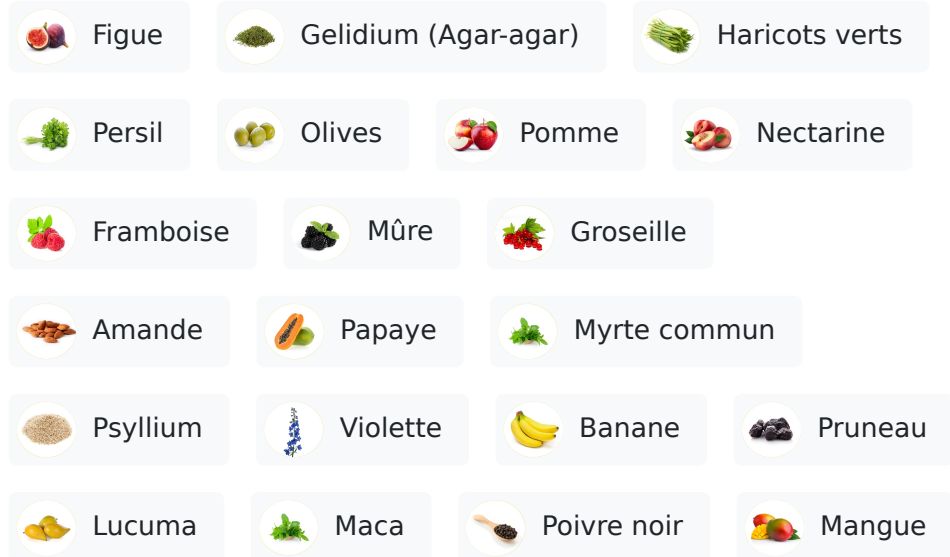 Figue Gelidium (Agar-agar) Haricots verts
Persil Olives Pomme Nectarine
Framboise Mûre Groseille
Amande Papaye Myrte commun
Psyllium Violette Banane Pruneau
Lucuma Maca Poivre noir Mangue